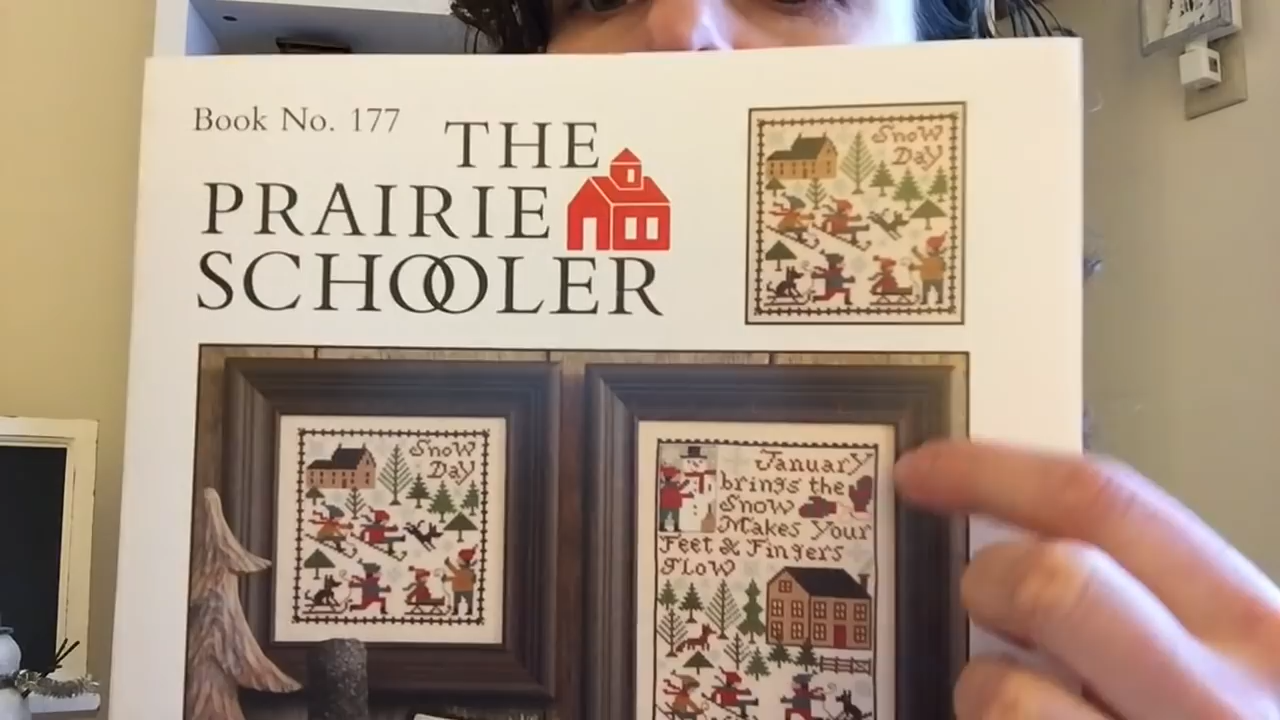 Book No. 177
THE
PRAIRIE
SCHOOLER
Snow
Day
Snow
Day
January
brings the
Snow
Makes your
Feet & Fingers
Glow